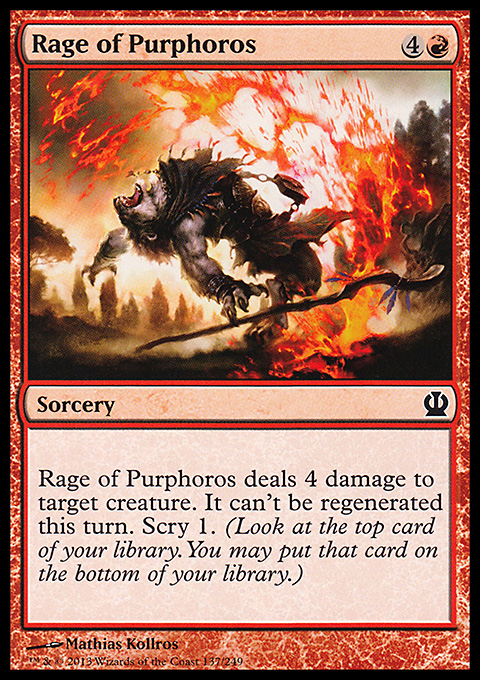 Rage of Purphoros 4
Sorcery
Rage of Purphoros deals 4 damage to
target creature. It can't be regenerated
this turn. Scry 1. (Look at the top card
of your library. You may put that card on
the bottom of your library.)
Mathias Kollros
™ & © 2013 Wizards of the Coast 137/249